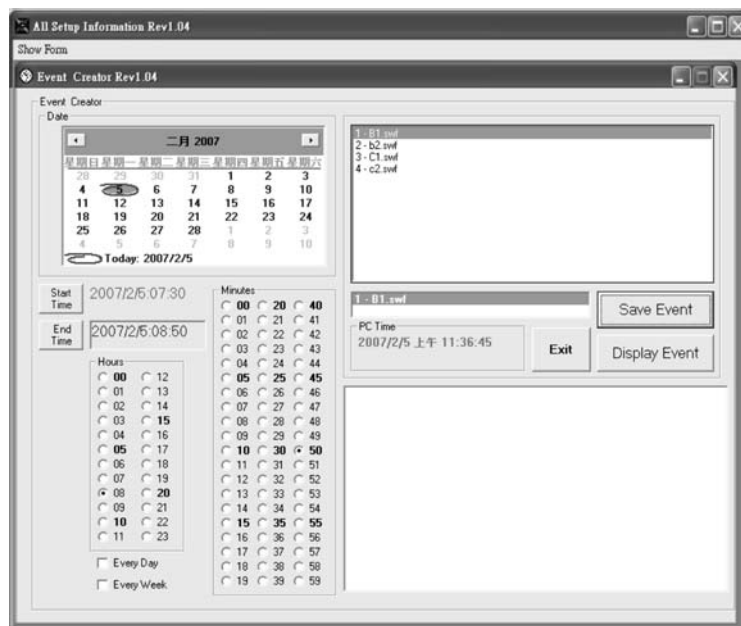 All Setup Information Rev1.04
Show Form
Event Creator Rev1.04
Event Creator
Date
二月 2007
星期日 星期一 星期二 星期三 星期四 星期五 星期六
28 29 30 31 1 2 3
4 5 6 7 8 9 10
11 12 13 14 15 16 17
18 19 20 21 22 23 24
25 26 27 28 1 2 3
4 5 6 7 8 9 10
Today: 2007/2/5
Start Time
2007/2/5:07:30
End Time
2007/2/5:08:50
Hours
00 12
01 13
02 14
03 15
04 16
05 17
06 18
07 19
08 20
09 21
10 22
11 23
Every Day
Every Week
Minutes
00 20 40
01 21 41
02 22 42
03 23 43
04 24 44
05 25 45
06 26 46
07 27 47
08 28 48
09 29 49
10 30 50
11 31 51
12 32 52
13 33 53
14 34 54
15 35 55
16 36 56
17 37 57
18 38 58
19 39 59
1 - B1.swf
2 - b2.swf
3 - C1.swf
4 - c2.swf
1 - B1.swf
PC Time
2007/2/5 上午 11:36:45
Exit
Save Event
Display Event